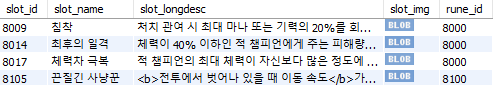 slot_id slot_name slot_longdesc slot_img rune_id
8009 침착 처치 관여 시 최대 마나 또는 기력의 20%를 회... BLOB 8000
8014 최후의 일격 체력이 40% 이하인 적 챔피언에게 주는 피해량... BLOB 8000
8017 체력차 극복 적 챔피언의 최대 체력이 자신보다 많은 정도에 ... BLOB 8000
8105 끈질긴 사냥꾼 <b>전투에서 벗어나 있을 때 이동 속도</b>가... BLOB 8100